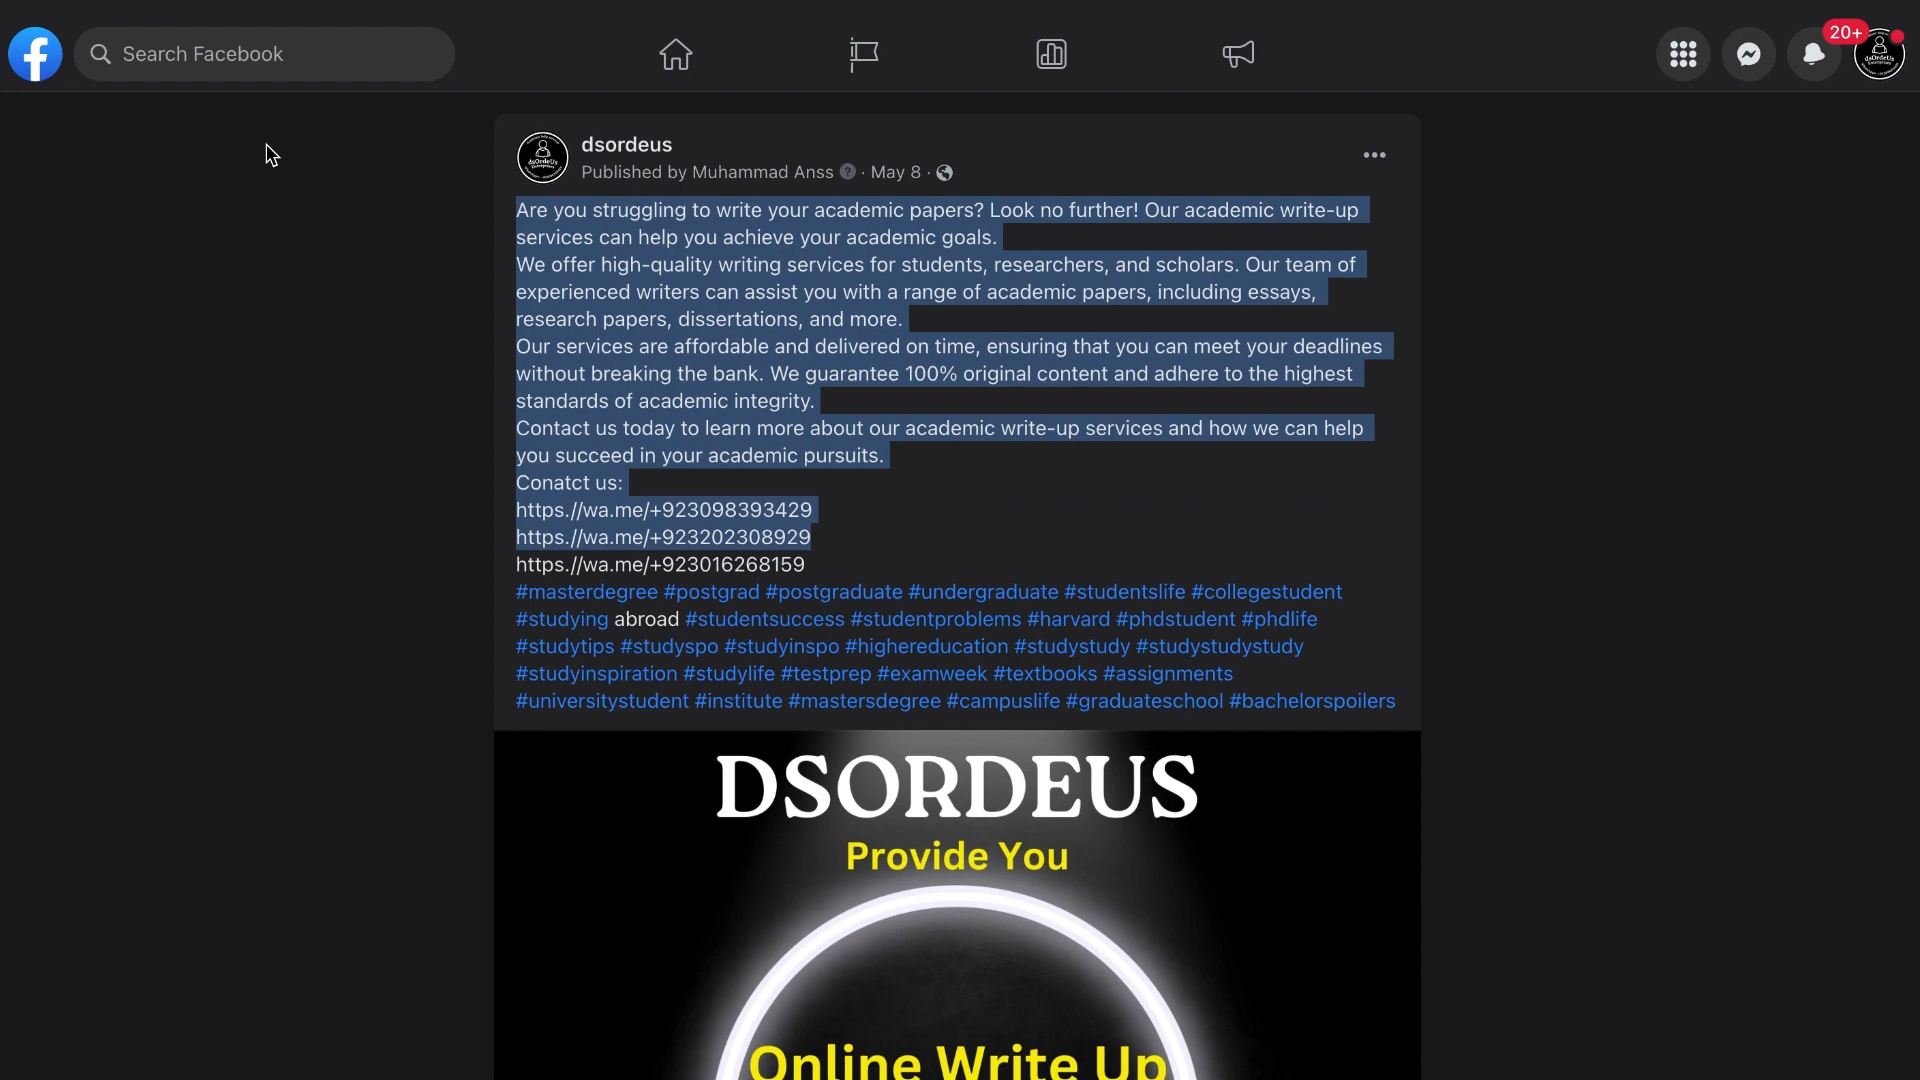 Search Facebook
20+
dsordeus
Published by Muhammad Anss · May 8 ·
Are you struggling to write your academic papers? Look no further! Our academic write-up
services can help you achieve your academic goals.
We offer high-quality writing services for students, researchers, and scholars. Our team of
experienced writers can assist you with a range of academic papers, including essays,
research papers, dissertations, and more.
Our services are affordable and delivered on time, ensuring that you can meet your deadlines
without breaking the bank. We guarantee 100% original content and adhere to the highest
standards of academic integrity.
Contact us today to learn more about our academic write-up services and how we can help
you succeed in your academic pursuits.
Conatct us:
https.//wa.me/+923098393429
https.//wa.me/+923202308929
https.//wa.me/+923016268159
#masterdegree #postgrad #postgraduate #undergraduate #studentslife #collegestudent
#studying abroad #studentsuccess #studentproblems #harvard #phdstudent #phdlife
#studytips #studyspo #studyinspo #highereducation #studystudy #studystudystudy
#studyinspiration #studylife #testprep #examweek #textbooks #assignments
#universitystudent #institute #mastersdegree #campuslife #graduateschool #bachelorspoilers
DSORDEUS
Provide You
Online Write Up